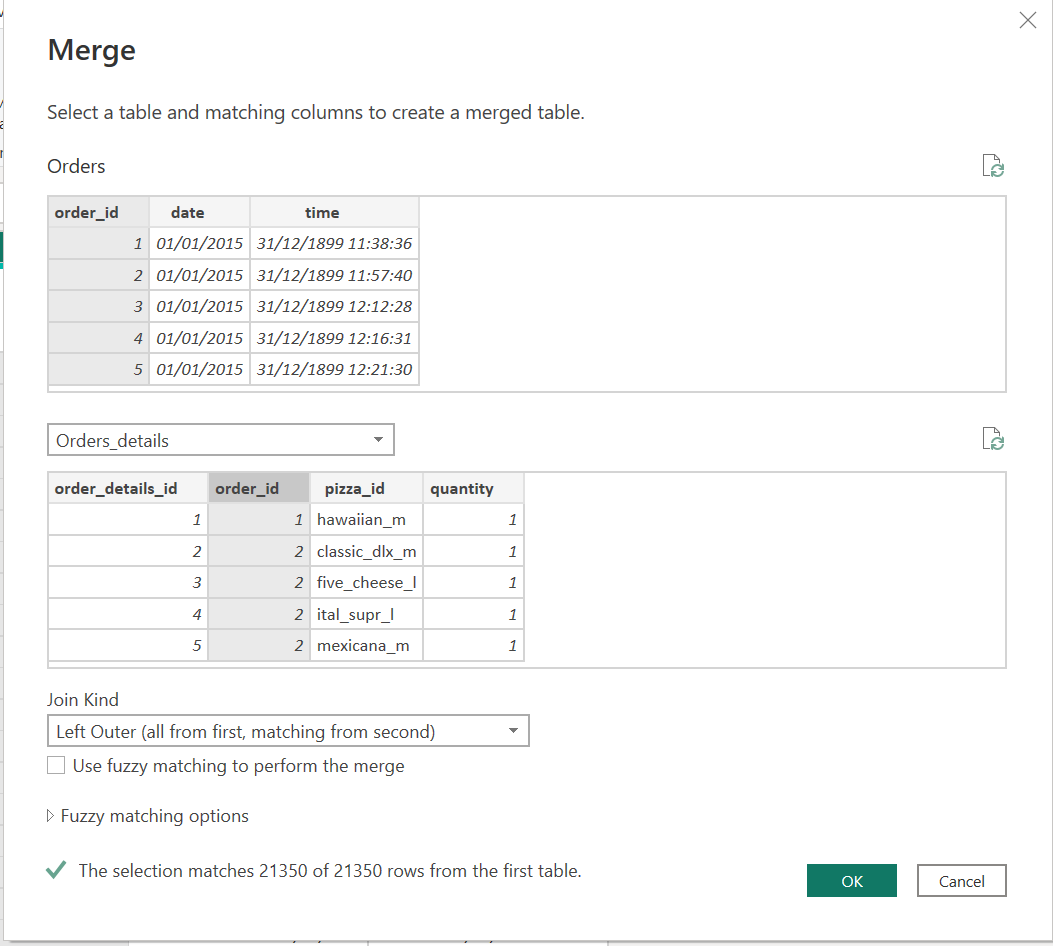 Merge
Select a table and matching columns to create a merged table.
Orders
order_id date time
1 01/01/2015 31/12/1899 11:38:36
2 01/01/2015 31/12/1899 11:57:40
3 01/01/2015 31/12/1899 12:12:28
4 01/01/2015 31/12/1899 12:16:31
5 01/01/2015 31/12/1899 12:21:30
Orders_details
order_details_id order_id pizza_id quantity
1 1 hawaiian_m 1
2 2 classic_dlx_m 1
3 2 five_cheese_l 1
4 2 ital_supr_l 1
5 2 mexicana_m 1
Join Kind
Left Outer (all from first, matching from second)
Use fuzzy matching to perform the merge
Fuzzy matching options
The selection matches 21350 of 21350 rows from the first table.
OK Cancel